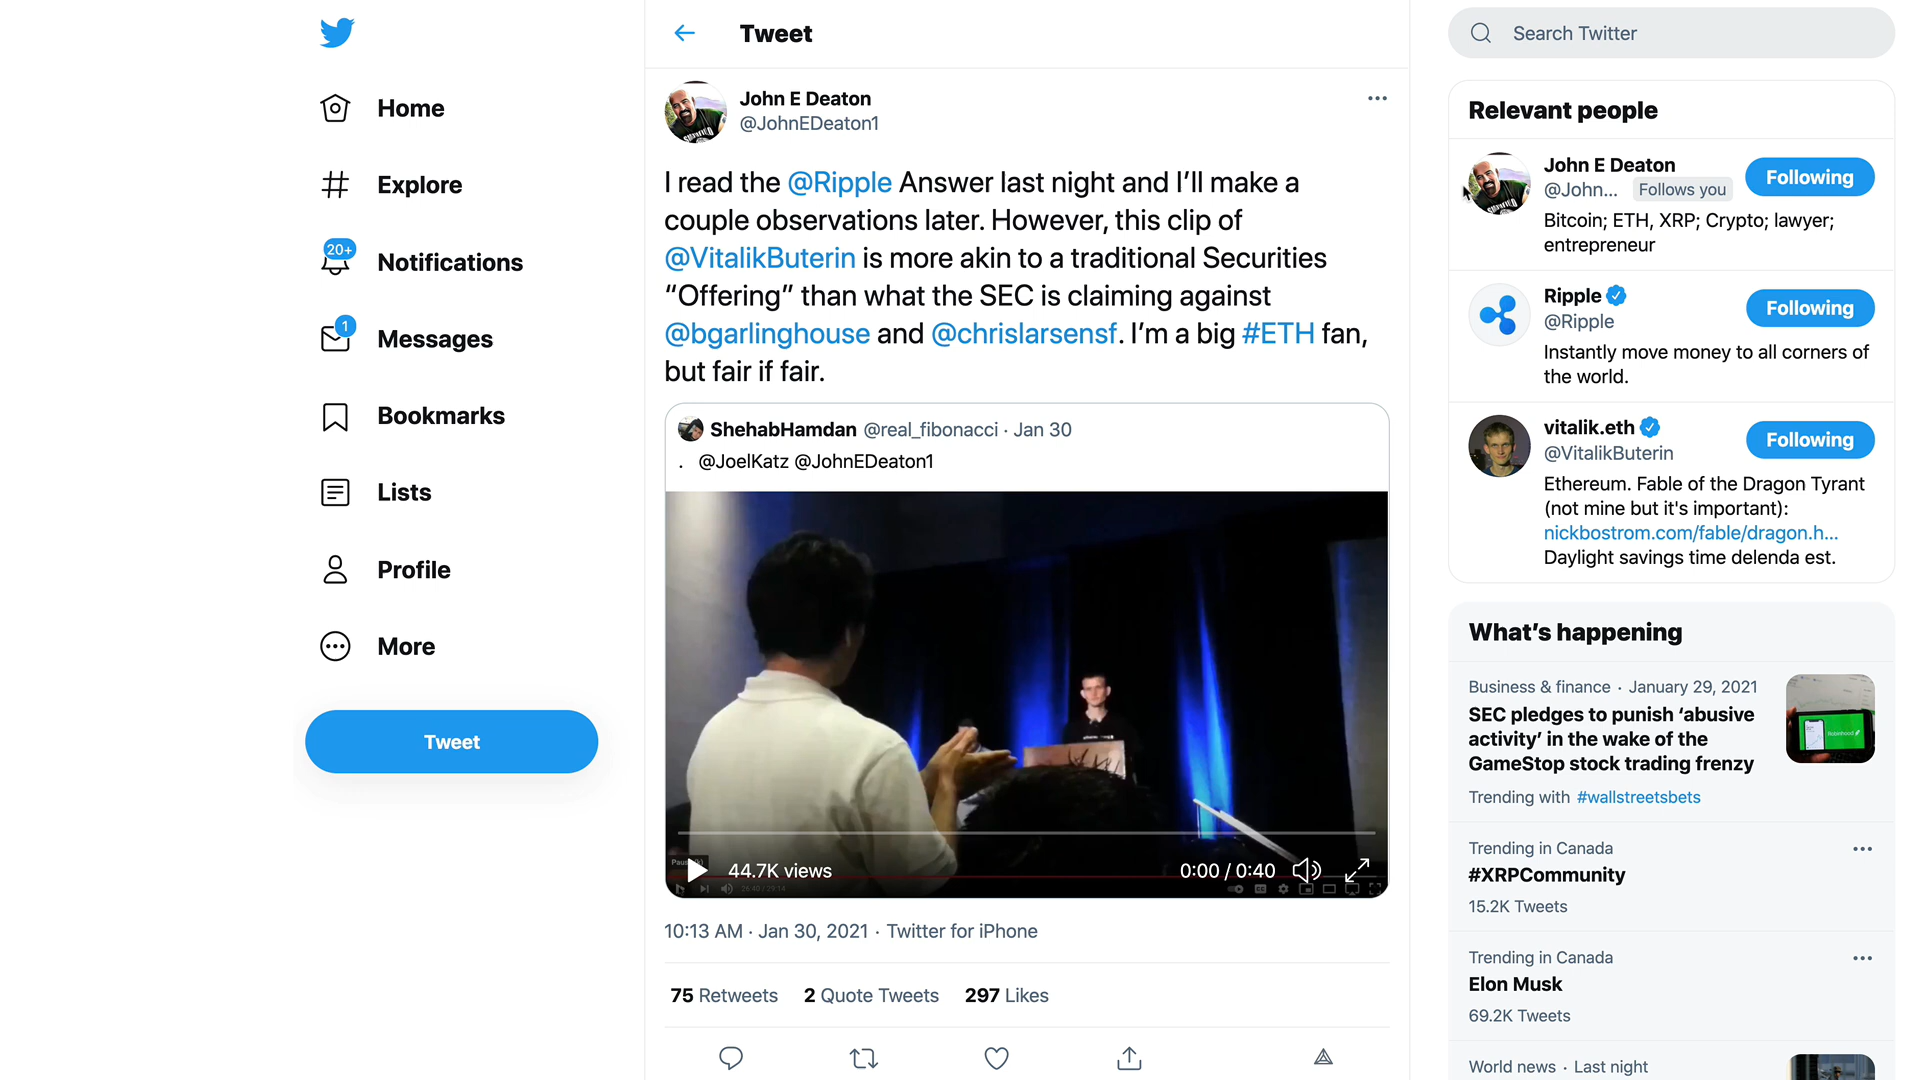 Home
Explore
20+
Notifications
1
Messages
Bookmarks
Lists
Profile
More
Tweet
Tweet
John E Deaton
@JohnEDeaton1
I read the @Ripple Answer last night and I’ll make a
couple observations later. However, this clip of
@VitalikButerin is more akin to a traditional Securities
“Offering” than what the SEC is claiming against
@bgarlinghouse and @chrislarsensf. I’m a big #ETH fan,
but fair if fair.
ShehabHamdan @real_fibonacci · Jan 30
. @JoelKatz @JohnEDeaton1
44.7K views
0:00 / 0:40
26:40 / 29:14
10:13 AM · Jan 30, 2021 · Twitter for iPhone
75 Retweets 2 Quote Tweets 297 Likes
Search Twitter
Relevant people
John E Deaton
@John... Follows you
Following
Bitcoin; ETH, XRP; Crypto; lawyer;
entrepreneur
Ripple
@Ripple
Following
Instantly move money to all corners of
the world.
vitalik.eth
@VitalikButerin
Following
Ethereum. Fable of the Dragon Tyrant
(not mine but it's important):
nickbostrom.com/fable/dragon.h...
Daylight savings time delenda est.
What’s happening
Business & finance · January 29, 2021
SEC pledges to punish ‘abusive
activity’ in the wake of the
GameStop stock trading frenzy
Trending with #wallstreetsbets
Robinhood
Trending in Canada
#XRPCommunity
15.2K Tweets
Trending in Canada
Elon Musk
69.2K Tweets
World news · Last night